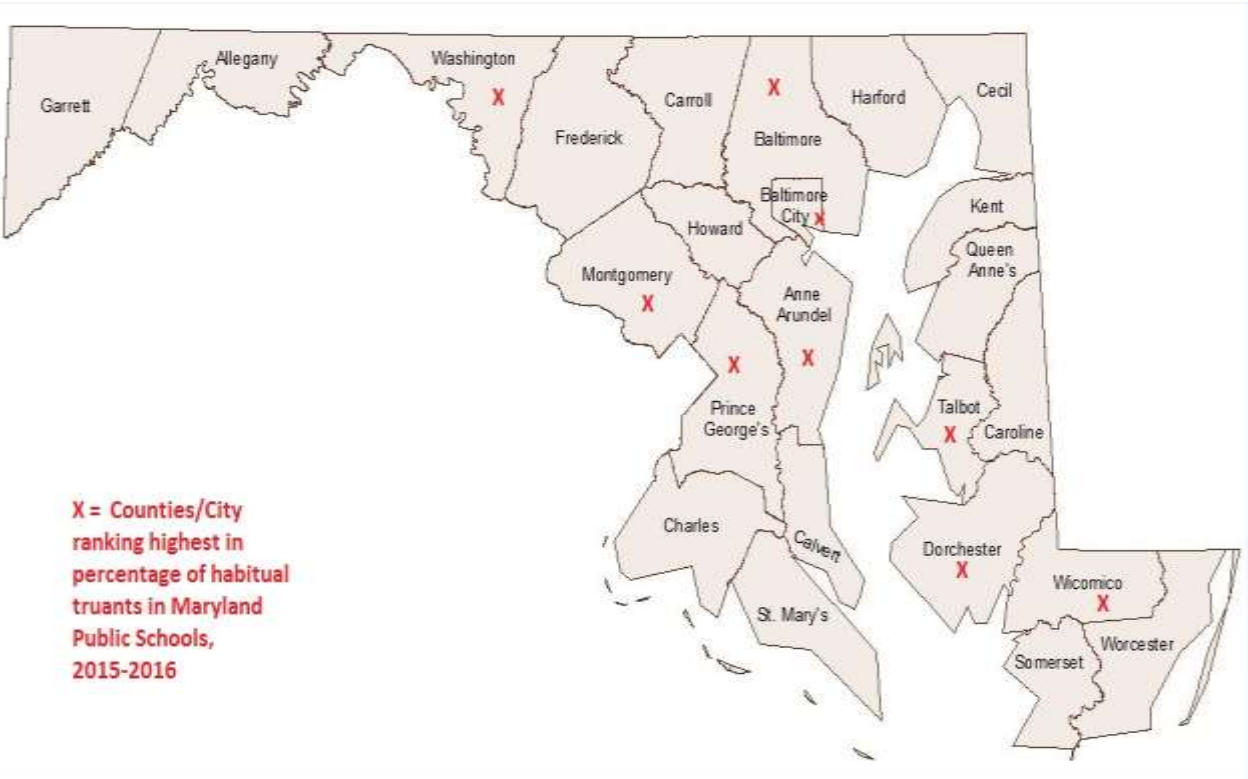 Garrett
Allegany
Washington
X
Frederick
Carroll
X
Baltimore
Harford
Cecil
Baltimore
City X
Howard
Montgomery
X
Kent
Queen
Anne's
Anne
Arundel
X
X
Prince
George's
Talbot
X
Caroline
Charles
Calvert
St. Mary's
Dorchester
X
Wicomico
X
Somerset
Worcester
X = Counties/City
ranking highest in
percentage of habitual
truants in Maryland
Public Schools,
2015-2016